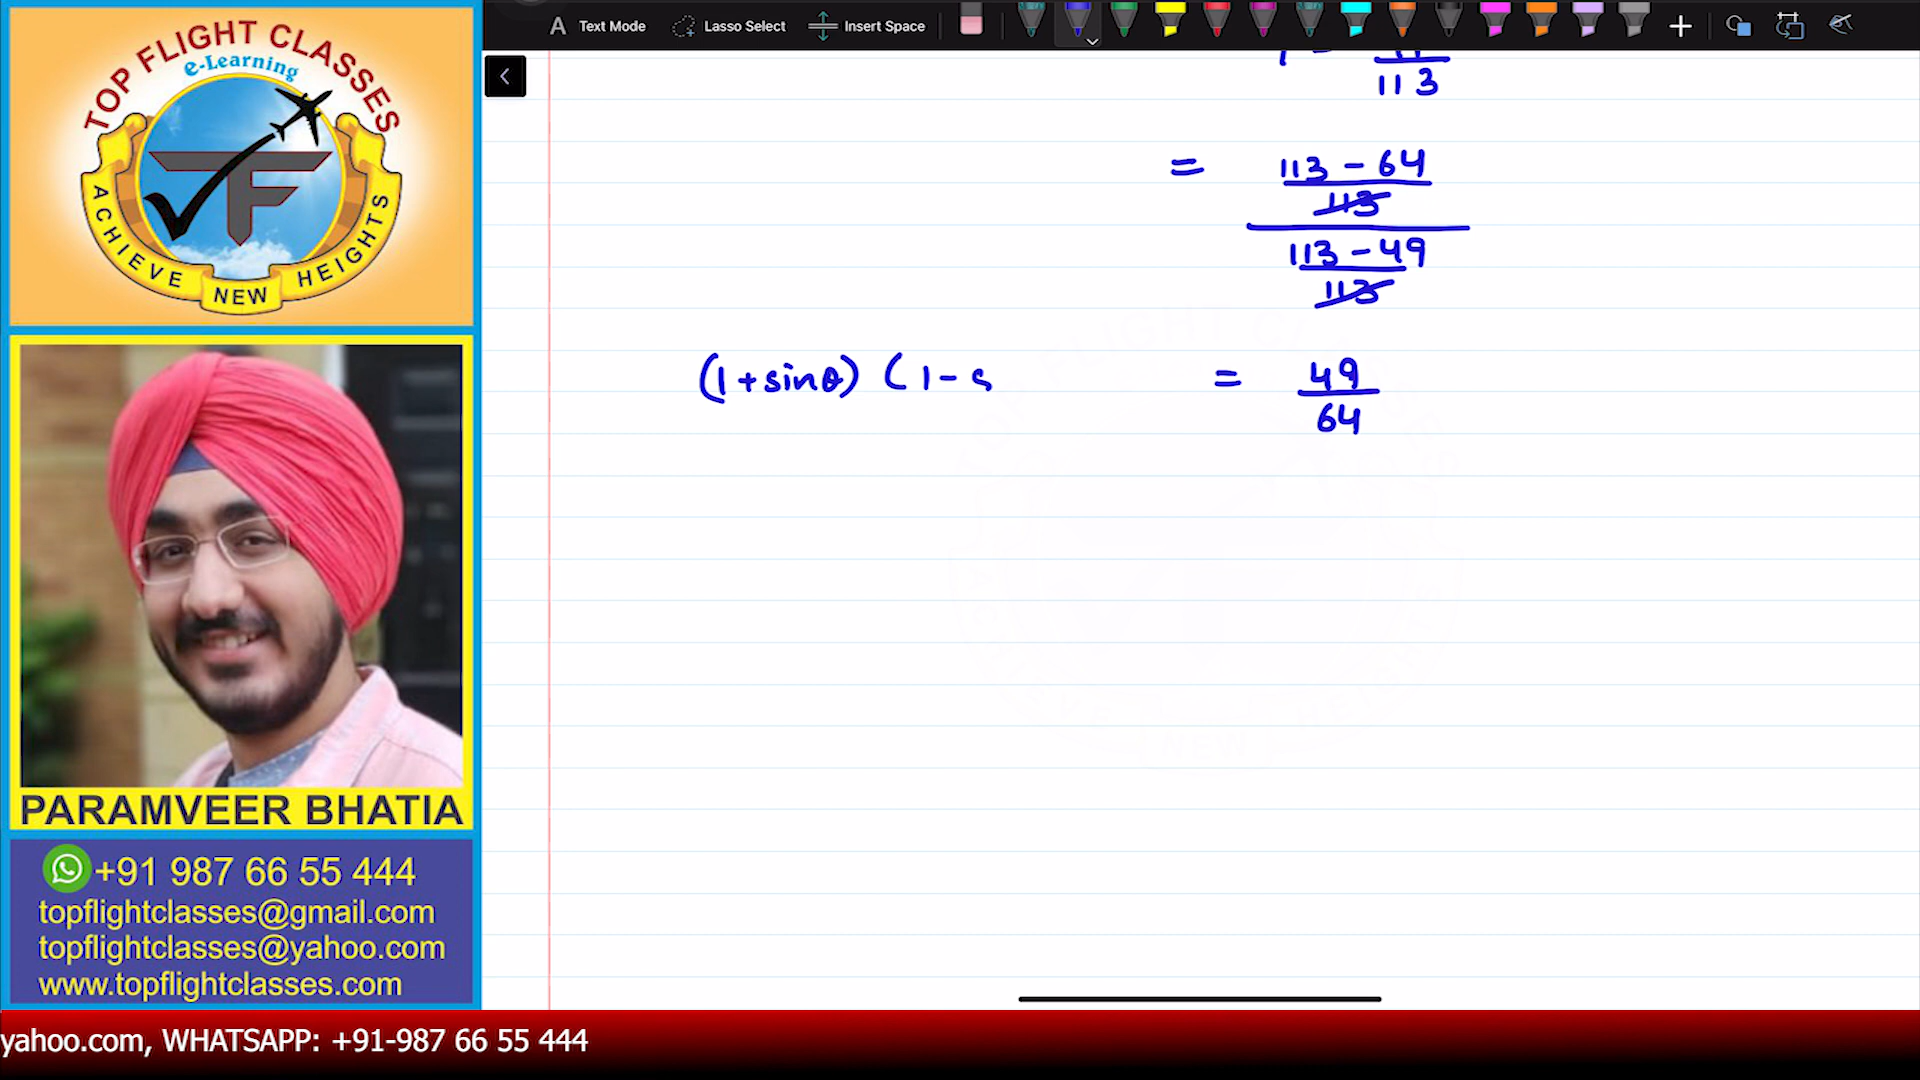 TOP FLIGHT CLASSES
e-Learning
TF
ACHIEVE NEW HEIGHTS
PARAMVEER BHATIA
+91 987 66 55 444
topflightclasses@gmail.com
topflightclasses@yahoo.com
www.topflightclasses.com
A Text Mode Lasso Select Insert Space
113
= 113 - 64
113
113 - 49
113
(1+sinθ) (1-s = 49
64
yahoo.com, WHATSAPP: +91-987 66 55 444